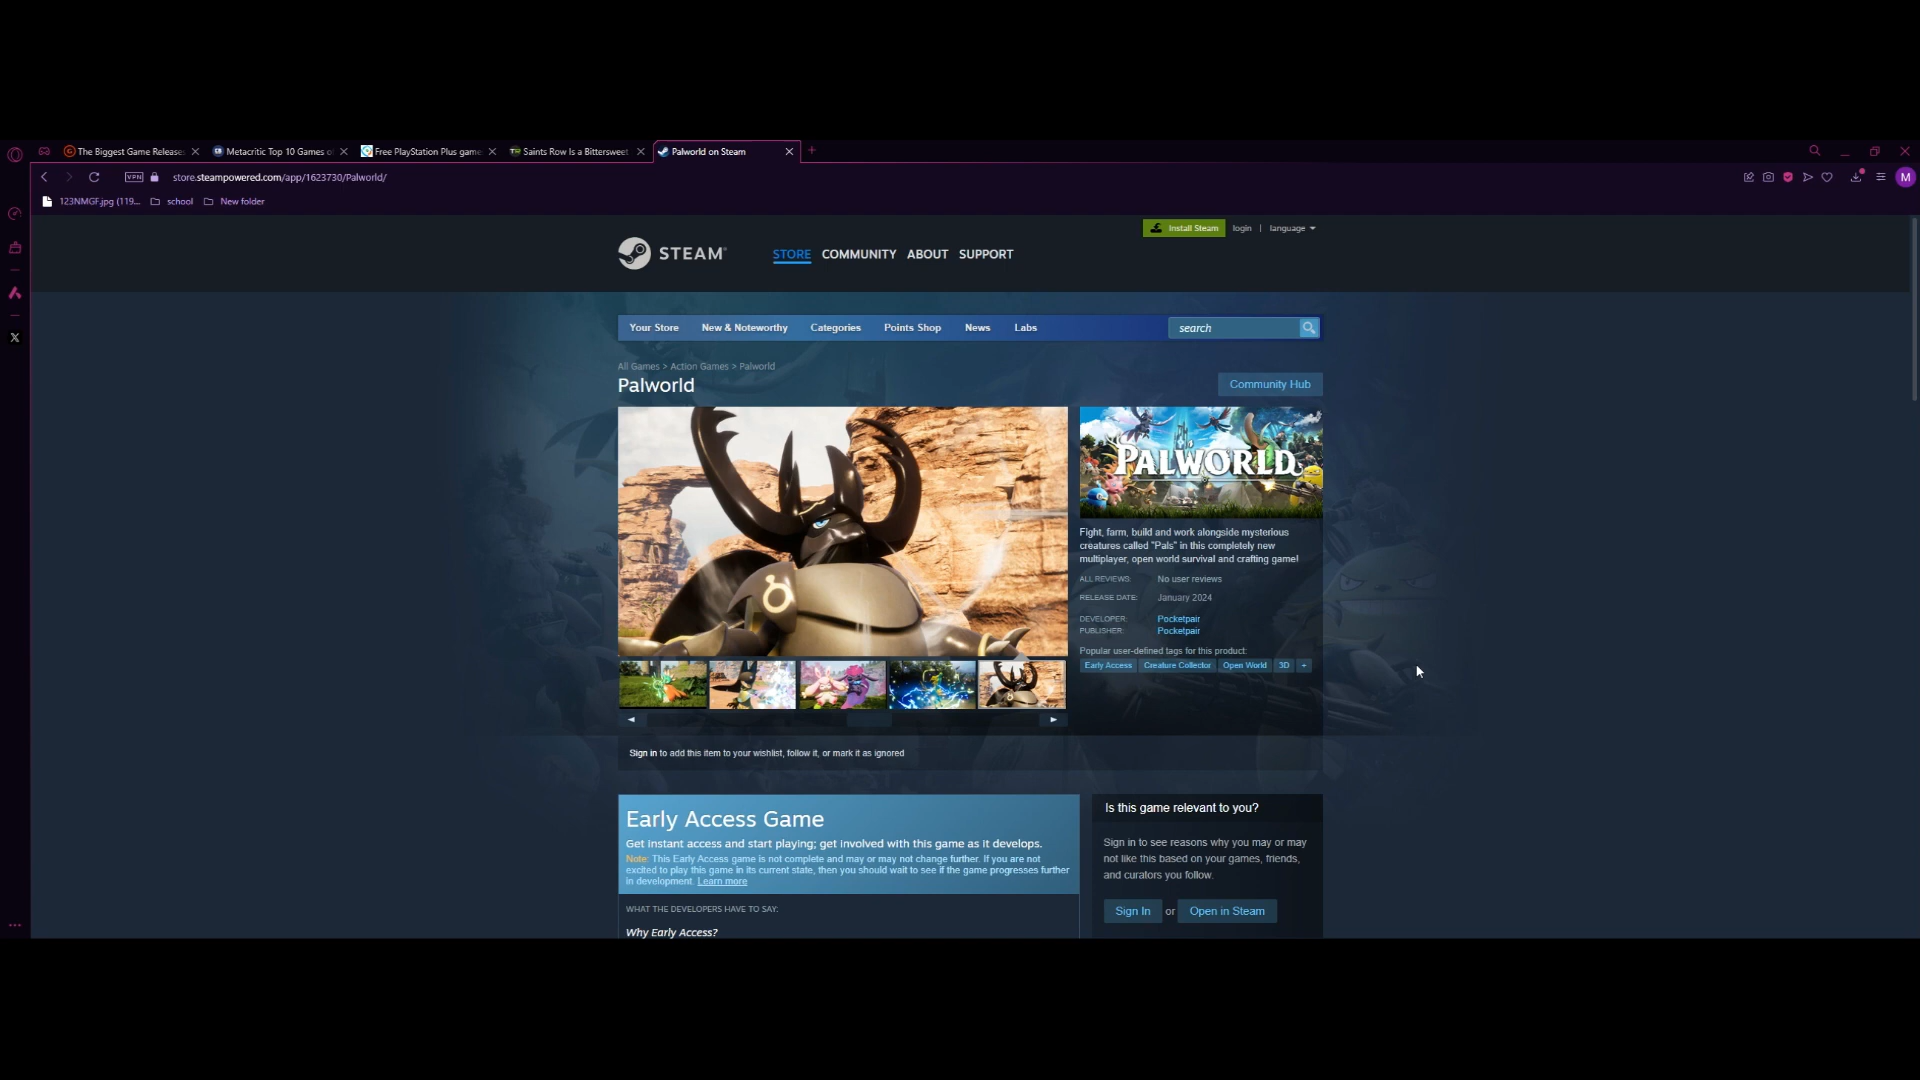 The Biggest Game Releases
Metacritic Top 10 Games o
Free PlayStation Plus game
Saints Row Is a Bittersweet
Palworld on Steam
VPN
store.steampowered.com/app/1623730/Palworld/
M
123NMGF.jpg (119...
school
New folder
Install Steam
login | language
STEAM
STORE COMMUNITY ABOUT SUPPORT
Your Store New & Noteworthy Categories Points Shop News Labs
search
All Games > Action Games > Palworld
Palworld
Community Hub
PALWORLD
Fight, farm, build and work alongside mysterious
creatures called "Pals" in this completely new
multiplayer, open world survival and crafting game!
ALL REVIEWS: No user reviews
RELEASE DATE: January 2024
DEVELOPER: Pocketpair
PUBLISHER: Pocketpair
Popular user-defined tags for this product:
Early Access Creature Collector Open World 3D +
Sign in to add this item to your wishlist, follow it, or mark it as ignored
Early Access Game
Get instant access and start playing; get involved with this game as it develops.
Note: This Early Access game is not complete and may or may not change further. If you are not
excited to play this game in its current state, then you should wait to see if the game progresses further
in development. Learn more
WHAT THE DEVELOPERS HAVE TO SAY:
Why Early Access?
Is this game relevant to you?
Sign in to see reasons why you may or may
not like this based on your games, friends,
and curators you follow.
Sign In or Open in Steam